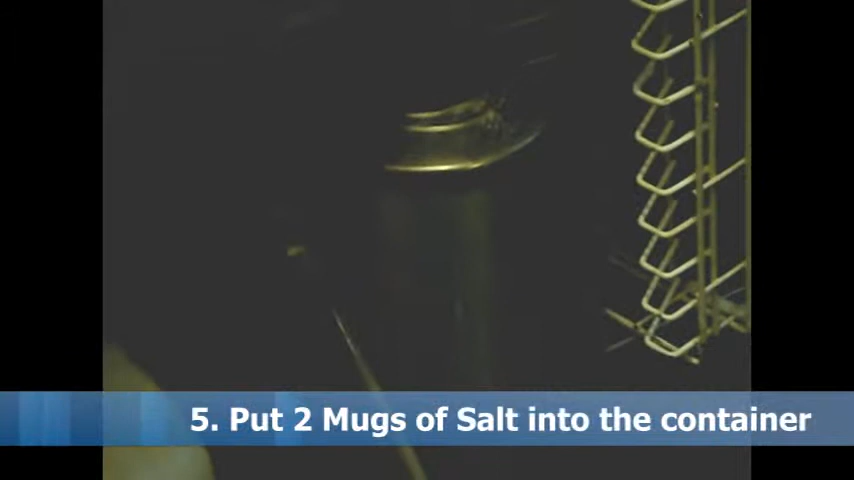 5. Put 2 Mugs of Salt into the container